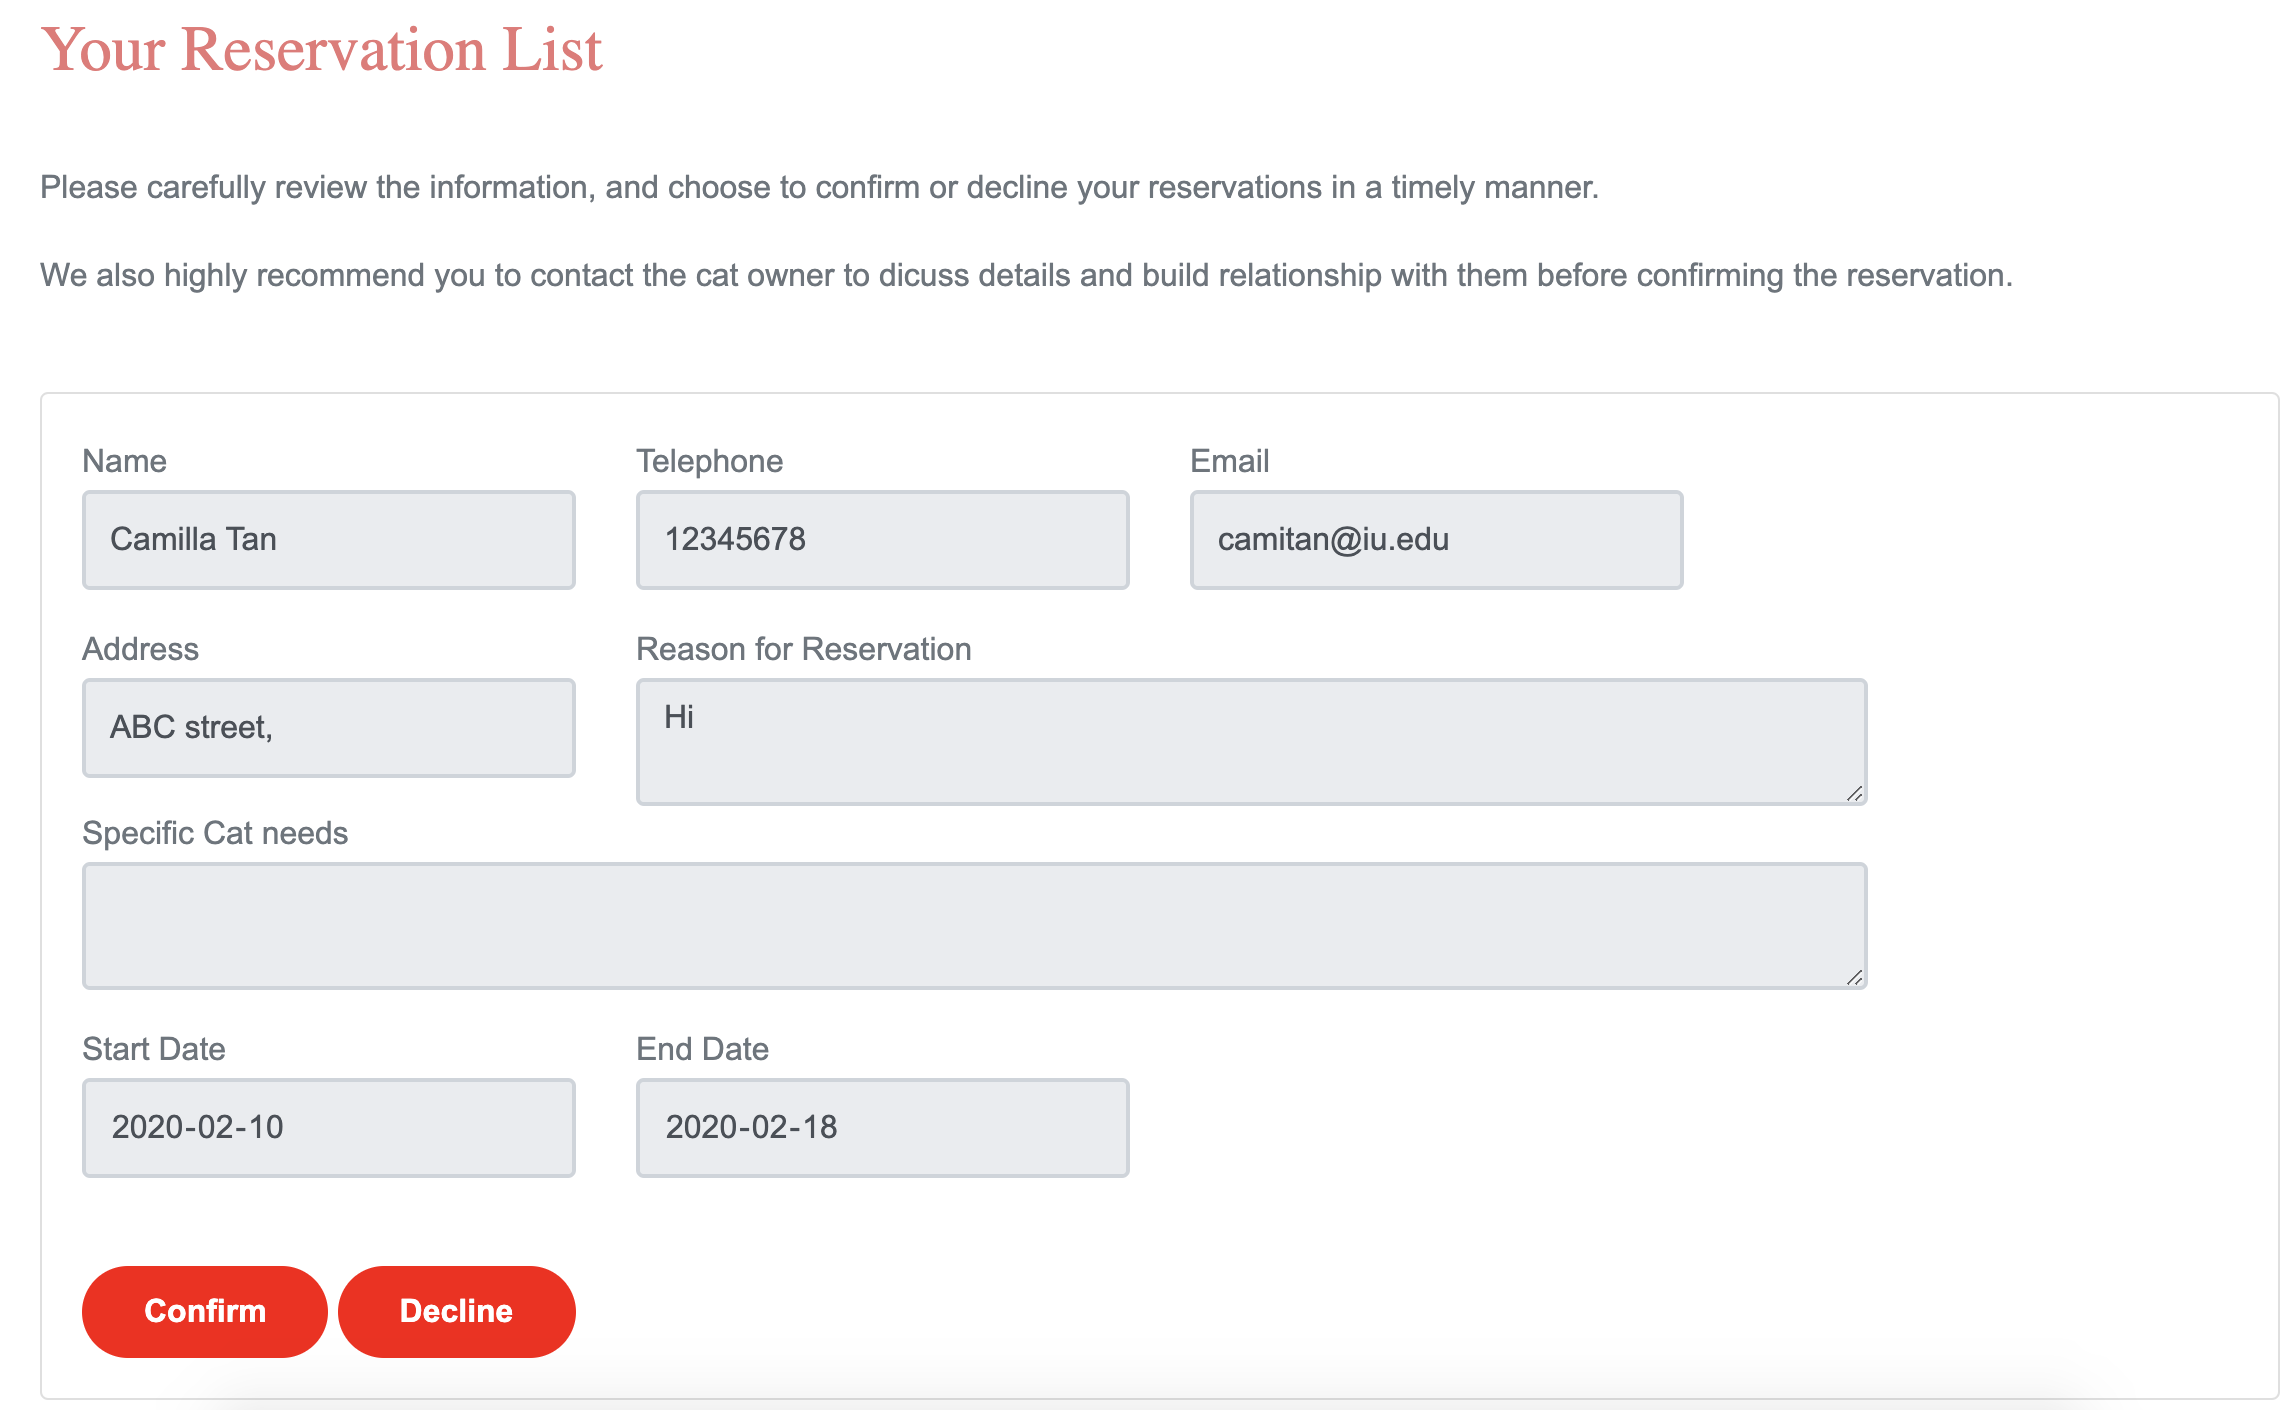 Your Reservation List
Please carefully review the information, and choose to confirm or decline your reservations in a timely manner.
We also highly recommend you to contact the cat owner to dicuss details and build relationship with them before confirming the reservation.
Name Telephone Email
Camilla Tan 12345678 camitan@iu.edu
Address Reason for Reservation
ABC street, Hi
Specific Cat needs
Start Date End Date
2020-02-10 2020-02-18
Confirm Decline